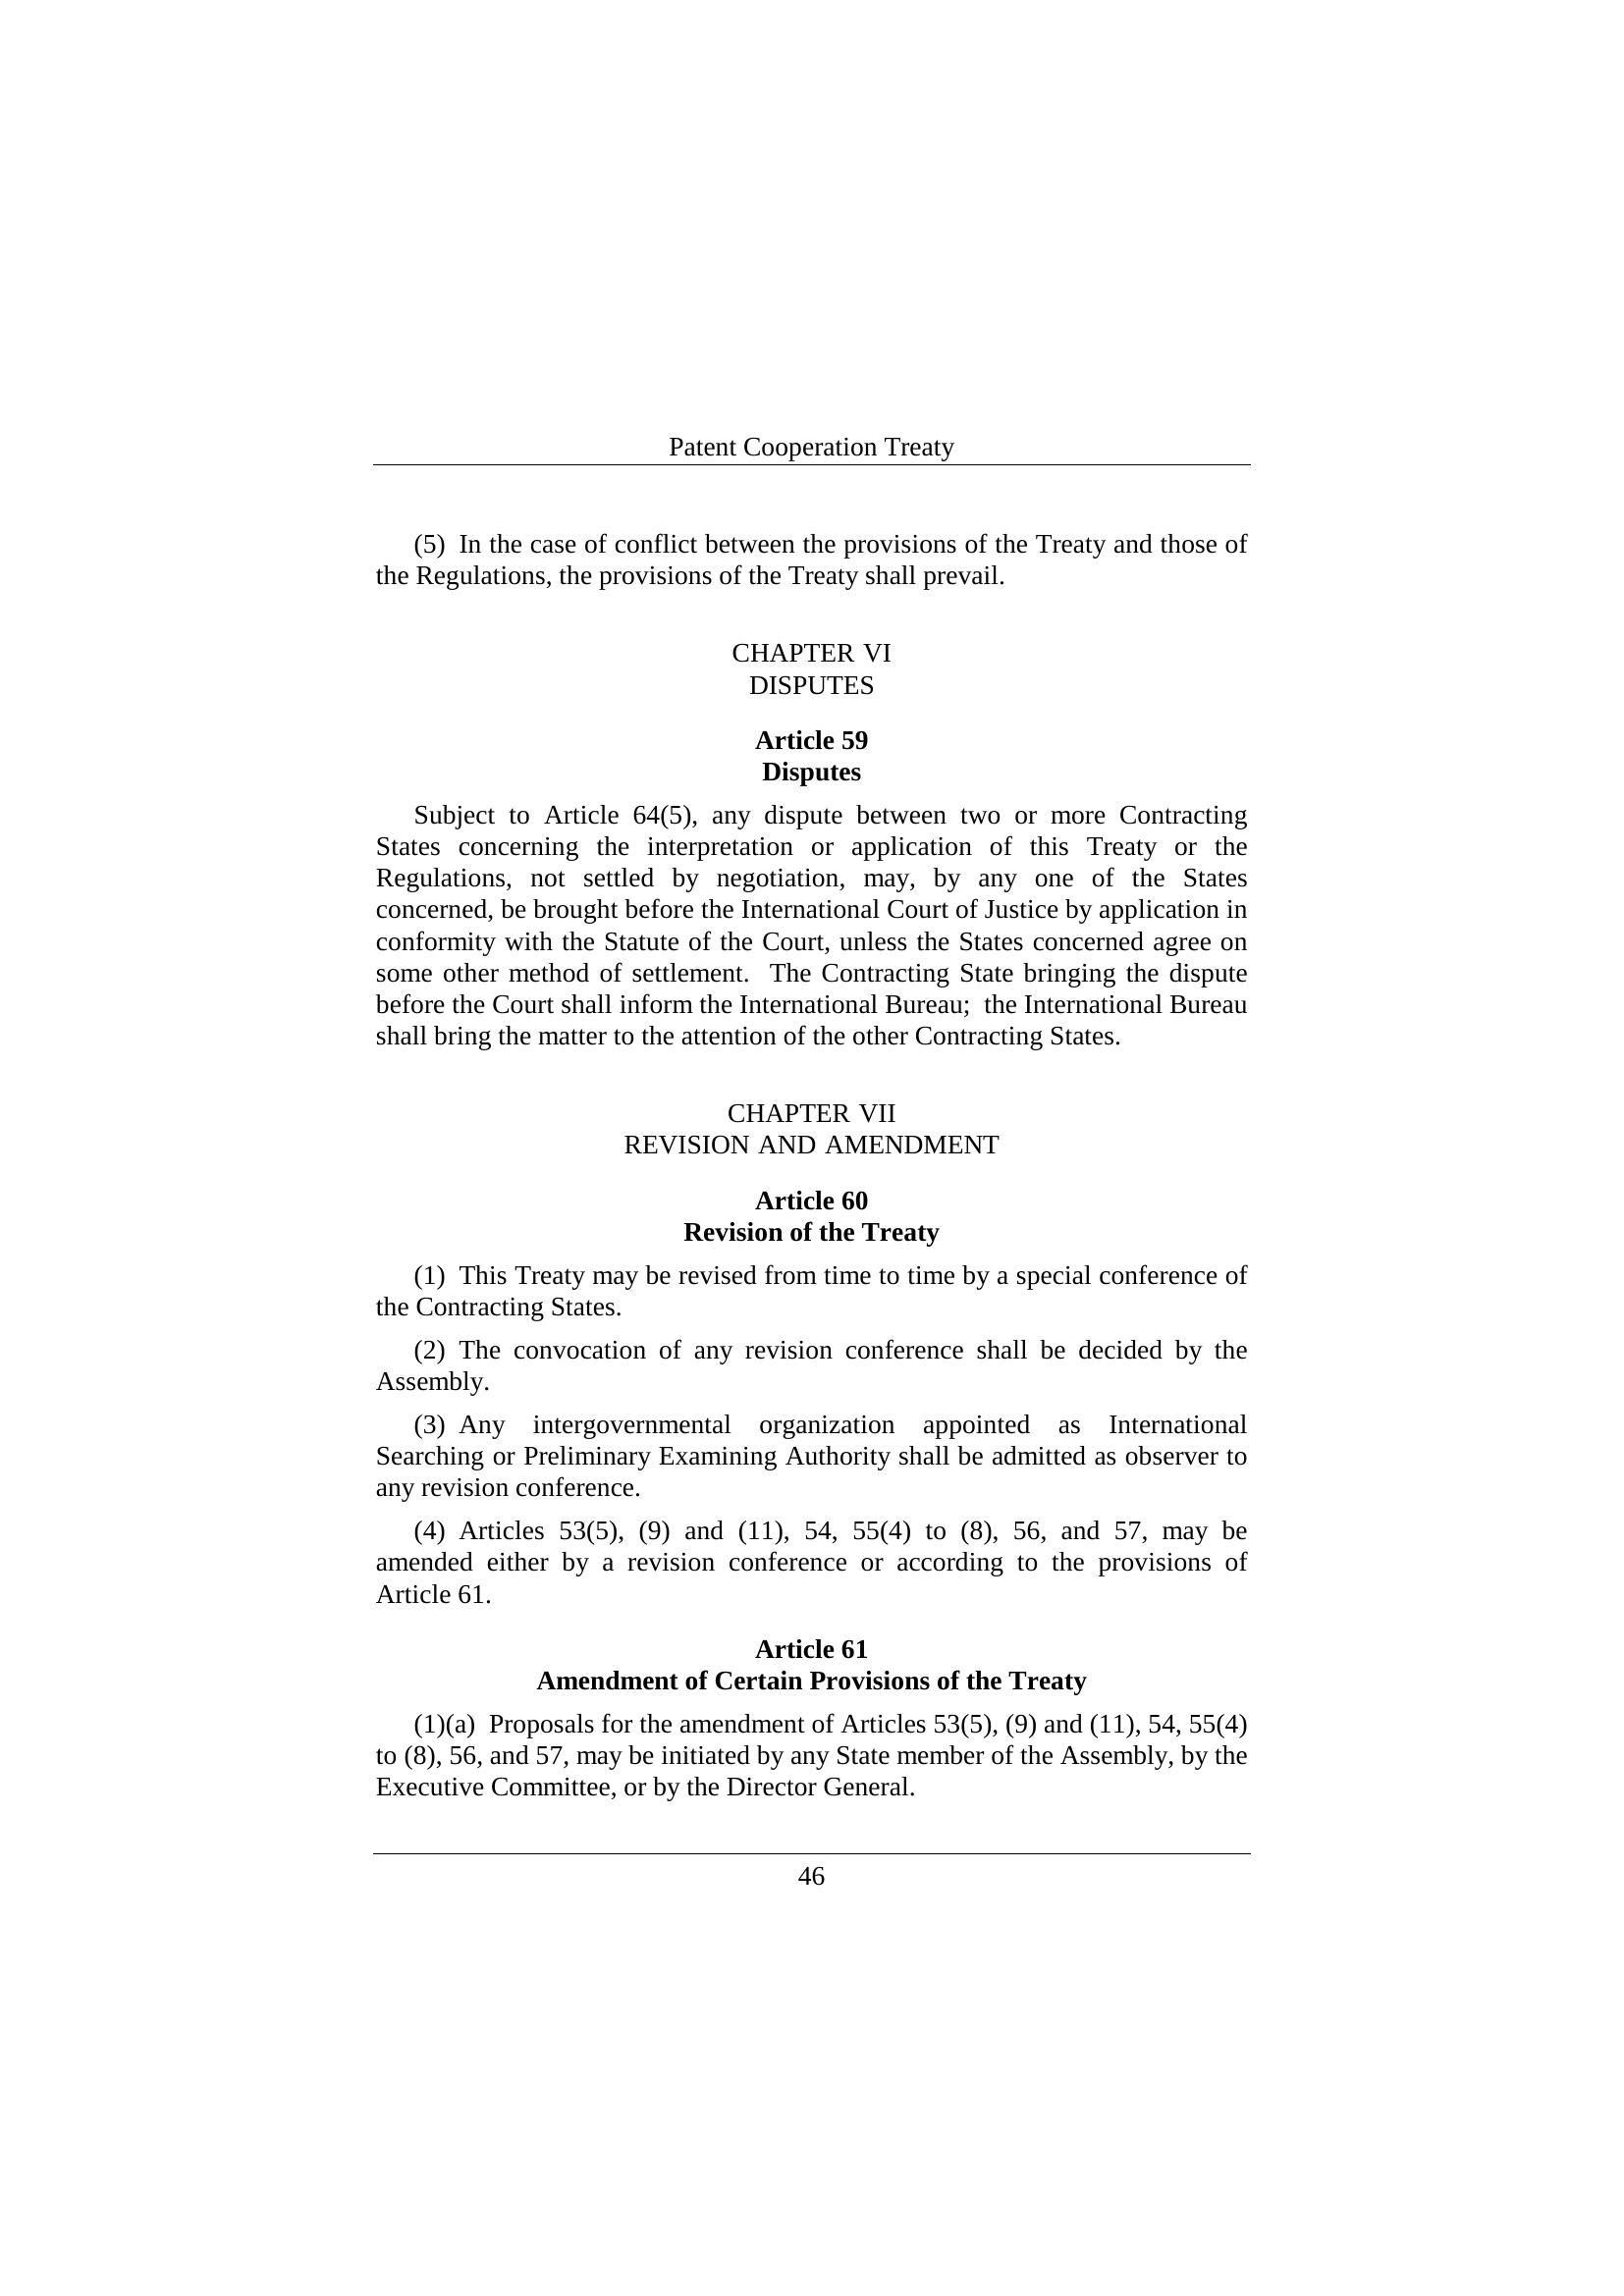 Patent Cooperation Treaty
(5) In the case of conflict between the provisions of the Treaty and those of
the Regulations, the provisions of the Treaty shall prevail.
CHAPTER VI
DISPUTES
Article 59
Disputes
Subject to Article 64(5), any dispute between two or more Contracting
States concerning the interpretation or application of this Treaty or the
Regulations, not settled by negotiation, may, by any one of the States
concerned, be brought before the International Court of Justice by application in
conformity with the Statute of the Court, unless the States concerned agree on
some other method of settlement. The Contracting State bringing the dispute
before the Court shall inform the International Bureau; the International Bureau
shall bring the matter to the attention of the other Contracting States.
CHAPTER VII
REVISION AND AMENDMENT
Article 60
Revision of the Treaty
(1) This Treaty may be revised from time to time by a special conference of
the Contracting States.
(2) The convocation of any revision conference shall be decided by the
Assembly.
(3) Any intergovernmental organization appointed as International
Searching or Preliminary Examining Authority shall be admitted as observer to
any revision conference.
(4) Articles 53(5), (9) and (11), 54, 55(4) to (8), 56, and 57, may be
amended either by a revision conference or according to the provisions of
Article 61.
Article 61
Amendment of Certain Provisions of the Treaty
(1)(a) Proposals for the amendment of Articles 53(5), (9) and (11), 54, 55(4)
to (8), 56, and 57, may be initiated by any State member of the Assembly, by the
Executive Committee, or by the Director General.
46